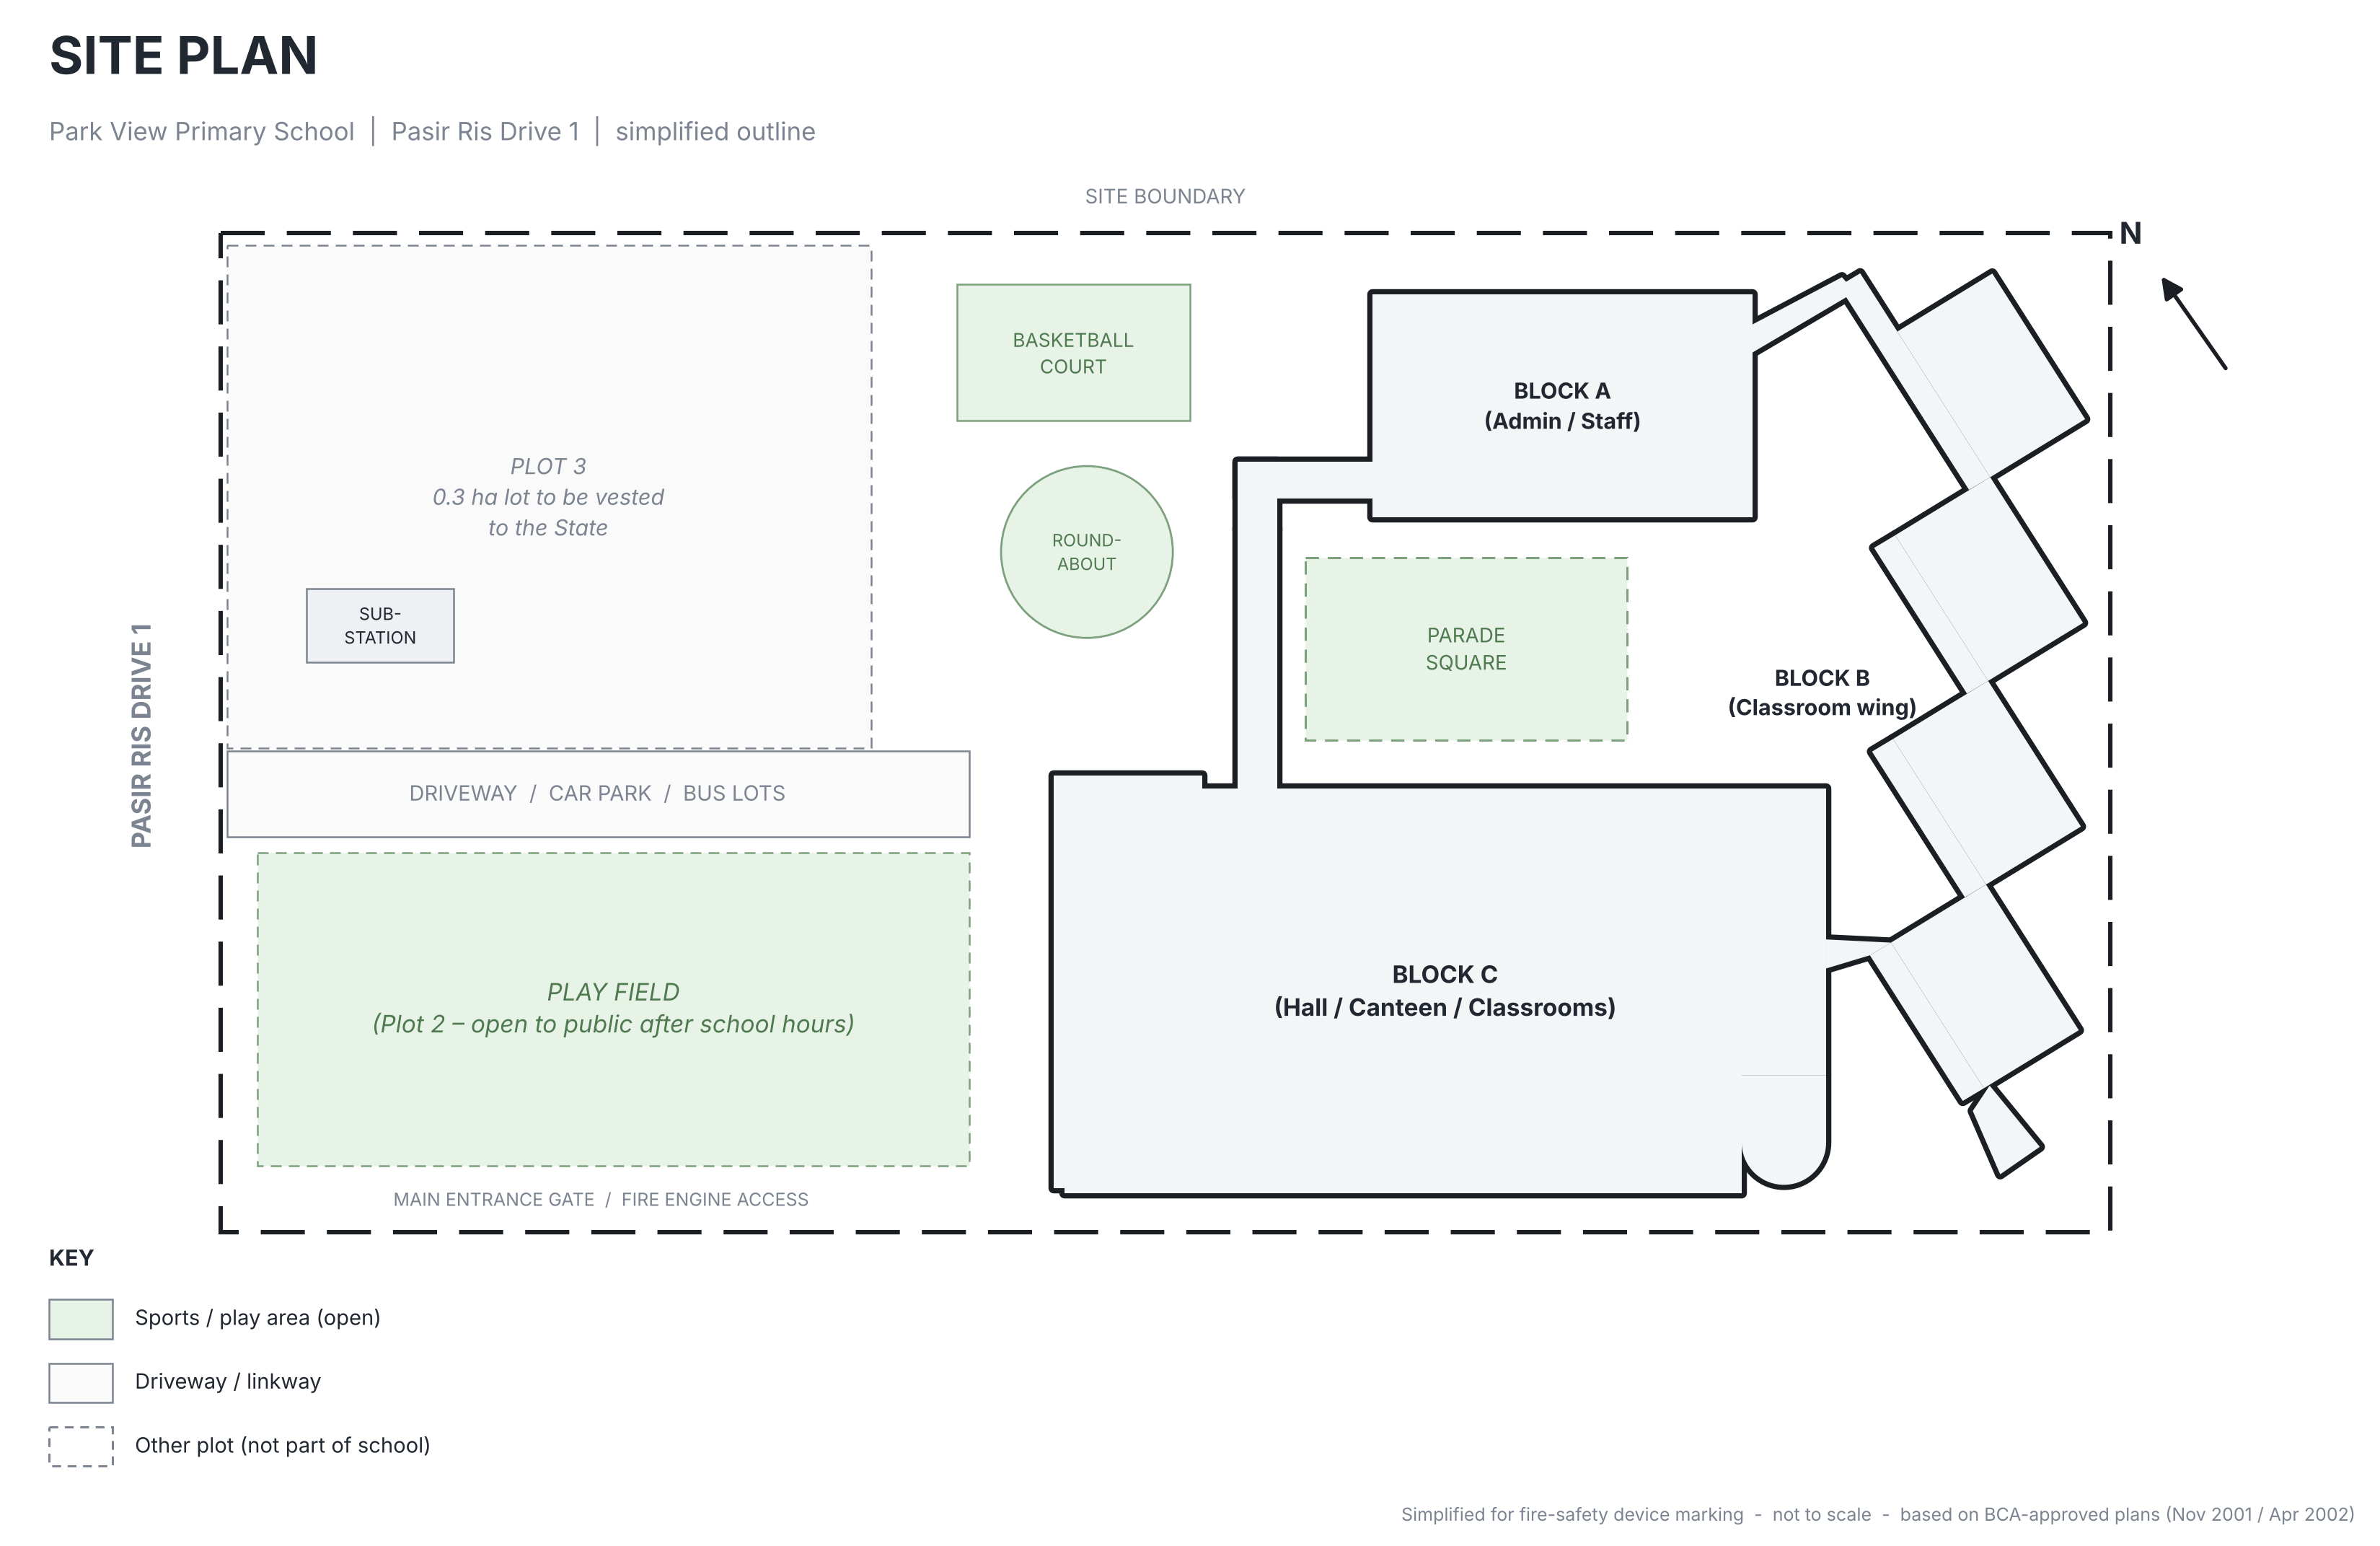 SITE PLAN
Park View Primary School | Pasir Ris Drive 1 | simplified outline
SITE BOUNDARY
N
BASKETBALL
COURT
BLOCK A
(Admin / Staff)
PLOT 3
0.3 ha lot to be vested
to the State
ROUND-
ABOUT
SUB-
STATION
PARADE
SQUARE
BLOCK B
(Classroom wing)
PASIR RIS DRIVE 1
DRIVEWAY / CAR PARK / BUS LOTS
PLAY FIELD
(Plot 2 – open to public after school hours)
BLOCK C
(Hall / Canteen / Classrooms)
MAIN ENTRANCE GATE / FIRE ENGINE ACCESS
KEY
Sports / play area (open)
Driveway / linkway
Other plot (not part of school)
Simplified for fire-safety device marking - not to scale - based on BCA-approved plans (Nov 2001 / Apr 2002)